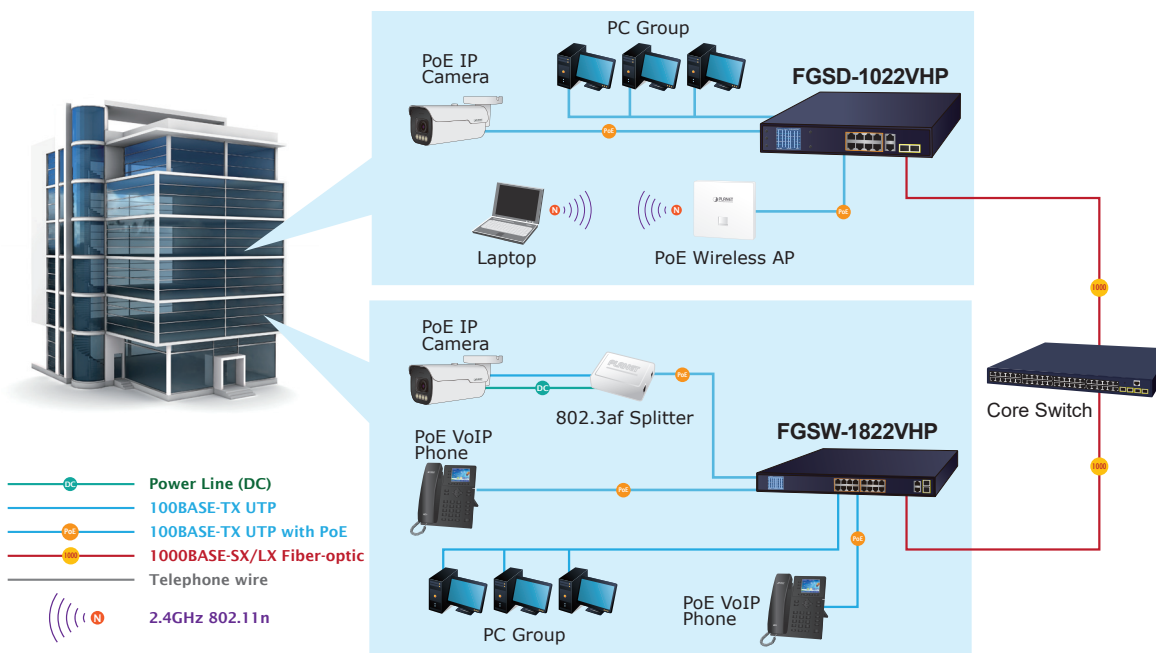 PC Group
PoE IP
Camera
FGSD-1022VHP
PoE
N
N
PLANET
PoE
Laptop
PoE Wireless AP
1000
PoE IP
Camera
PLANET
PoE
DC
802.3af Splitter
Core Switch
FGSW-1822VHP
PoE VoIP
Phone
PoE
1000
PoE
DC
Power Line (DC)
100BASE-TX UTP
PoE
100BASE-TX UTP with PoE
1000
1000BASE-SX/LX Fiber-optic
Telephone wire
N
2.4GHz 802.11n
PC Group
PoE VoIP
Phone